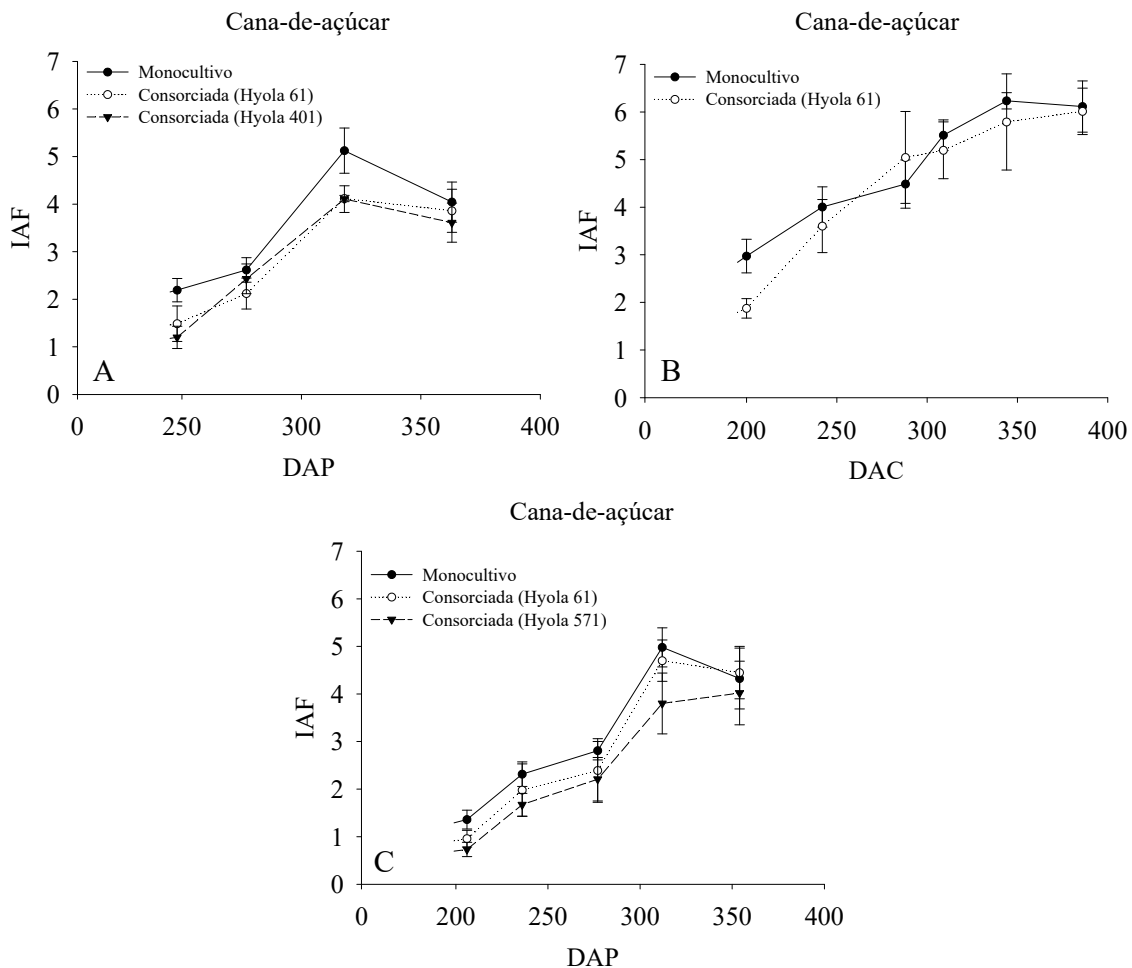 Cana-de-açúcar
7
6
5
4
3
2
1
0
IAF
Monocultivo
Consorciada (Hyola 61)
Consorciada (Hyola 401)
A
0 250 300 350 400
DAP
Cana-de-açúcar
7
6
5
4
3
2
1
0
IAF
Monocultivo
Consorciada (Hyola 61)
B
0 200 250 300 350 400
DAC
Cana-de-açúcar
7
6
5
4
3
2
1
0
IAF
Monocultivo
Consorciada (Hyola 61)
Consorciada (Hyola 571)
C
0 200 250 300 350 400
DAP